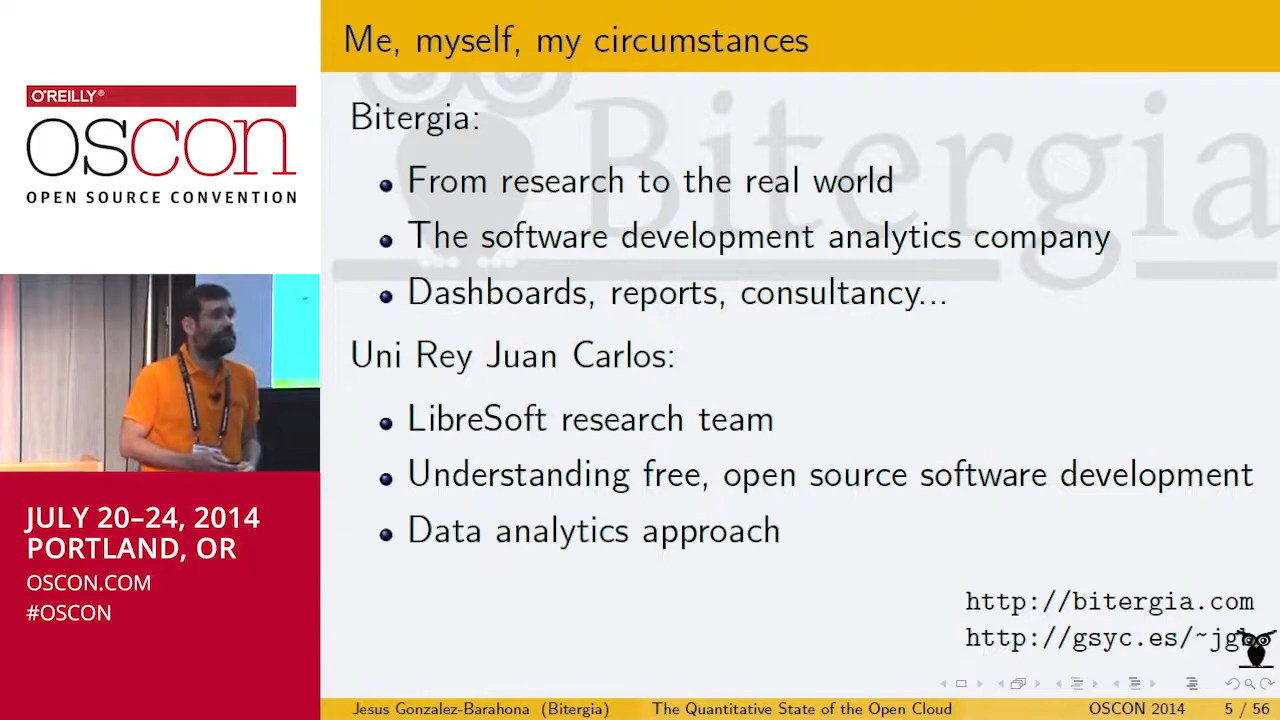 O'REILLY®
OSCON
OPEN SOURCE CONVENTION
JULY 20–24, 2014
PORTLAND, OR
OSCON.COM
#OSCON
Me, myself, my circumstances
Bitergia
Bitergia:
From research to the real world
The software development analytics company
Dashboards, reports, consultancy...
Uni Rey Juan Carlos:
LibreSoft research team
Understanding free, open source software development
Data analytics approach
http://bitergia.com
http://gsyc.es/~jg
Jesus Gonzalez-Barahona (Bitergia) The Quantitative State of the Open Cloud OSCON 2014 5 / 56